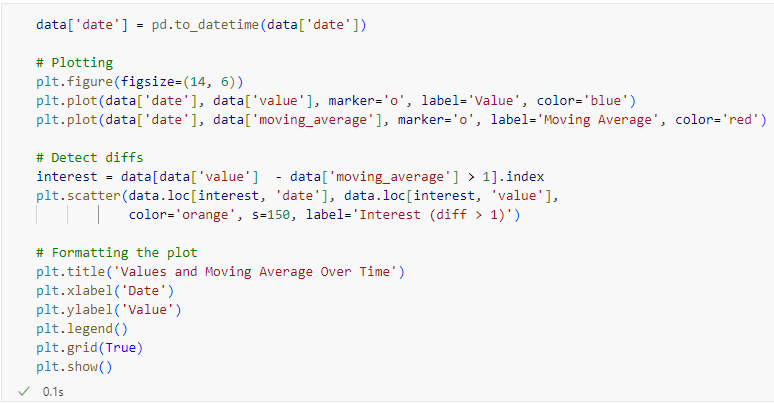 data['date'] = pd.to_datetime(data['date'])
# Plotting
plt.figure(figsize=(14, 6))
plt.plot(data['date'], data['value'], marker='o', label='Value', color='blue')
plt.plot(data['date'], data['moving_average'], marker='o', label='Moving Average', color='red')
# Detect diffs
interest = data[data['value']  - data['moving_average'] > 1].index
plt.scatter(data.loc[interest, 'date'], data.loc[interest, 'value'],
            color='orange', s=150, label='Interest (diff > 1)')
# Formatting the plot
plt.title('Values and Moving Average Over Time')
plt.xlabel('Date')
plt.ylabel('Value')
plt.legend()
plt.grid(True)
plt.show()
✓ 0.1s